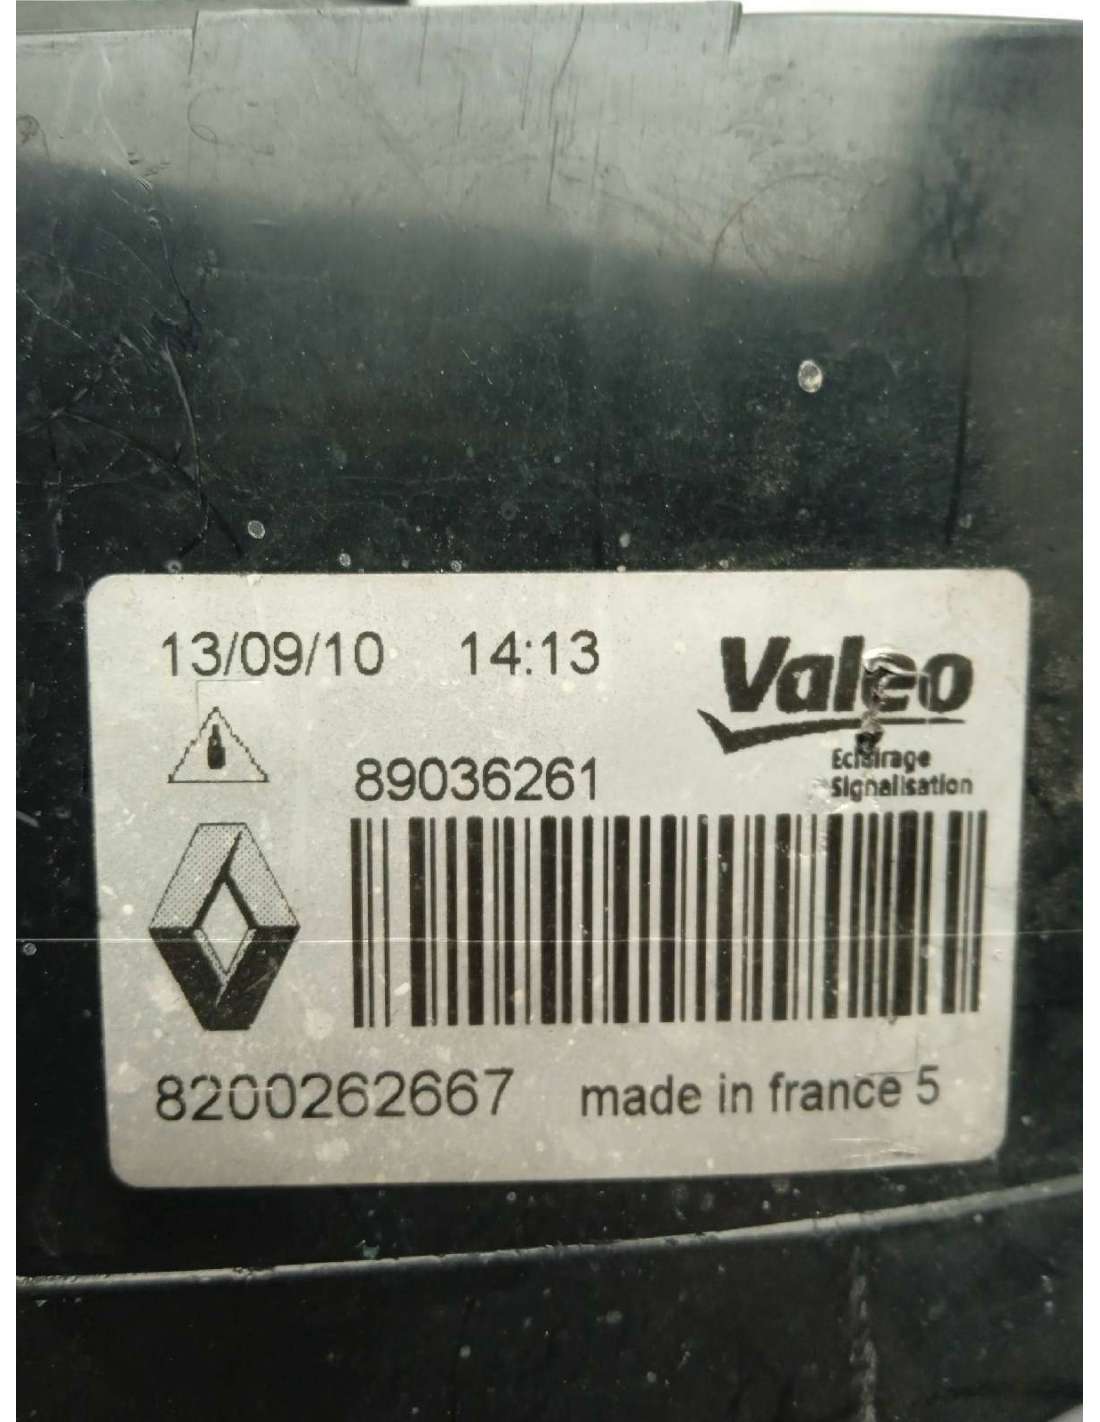 13/09/10 14:13
Valeo
Eclairage
Signalisation
89036261
8200262667 made in france 5